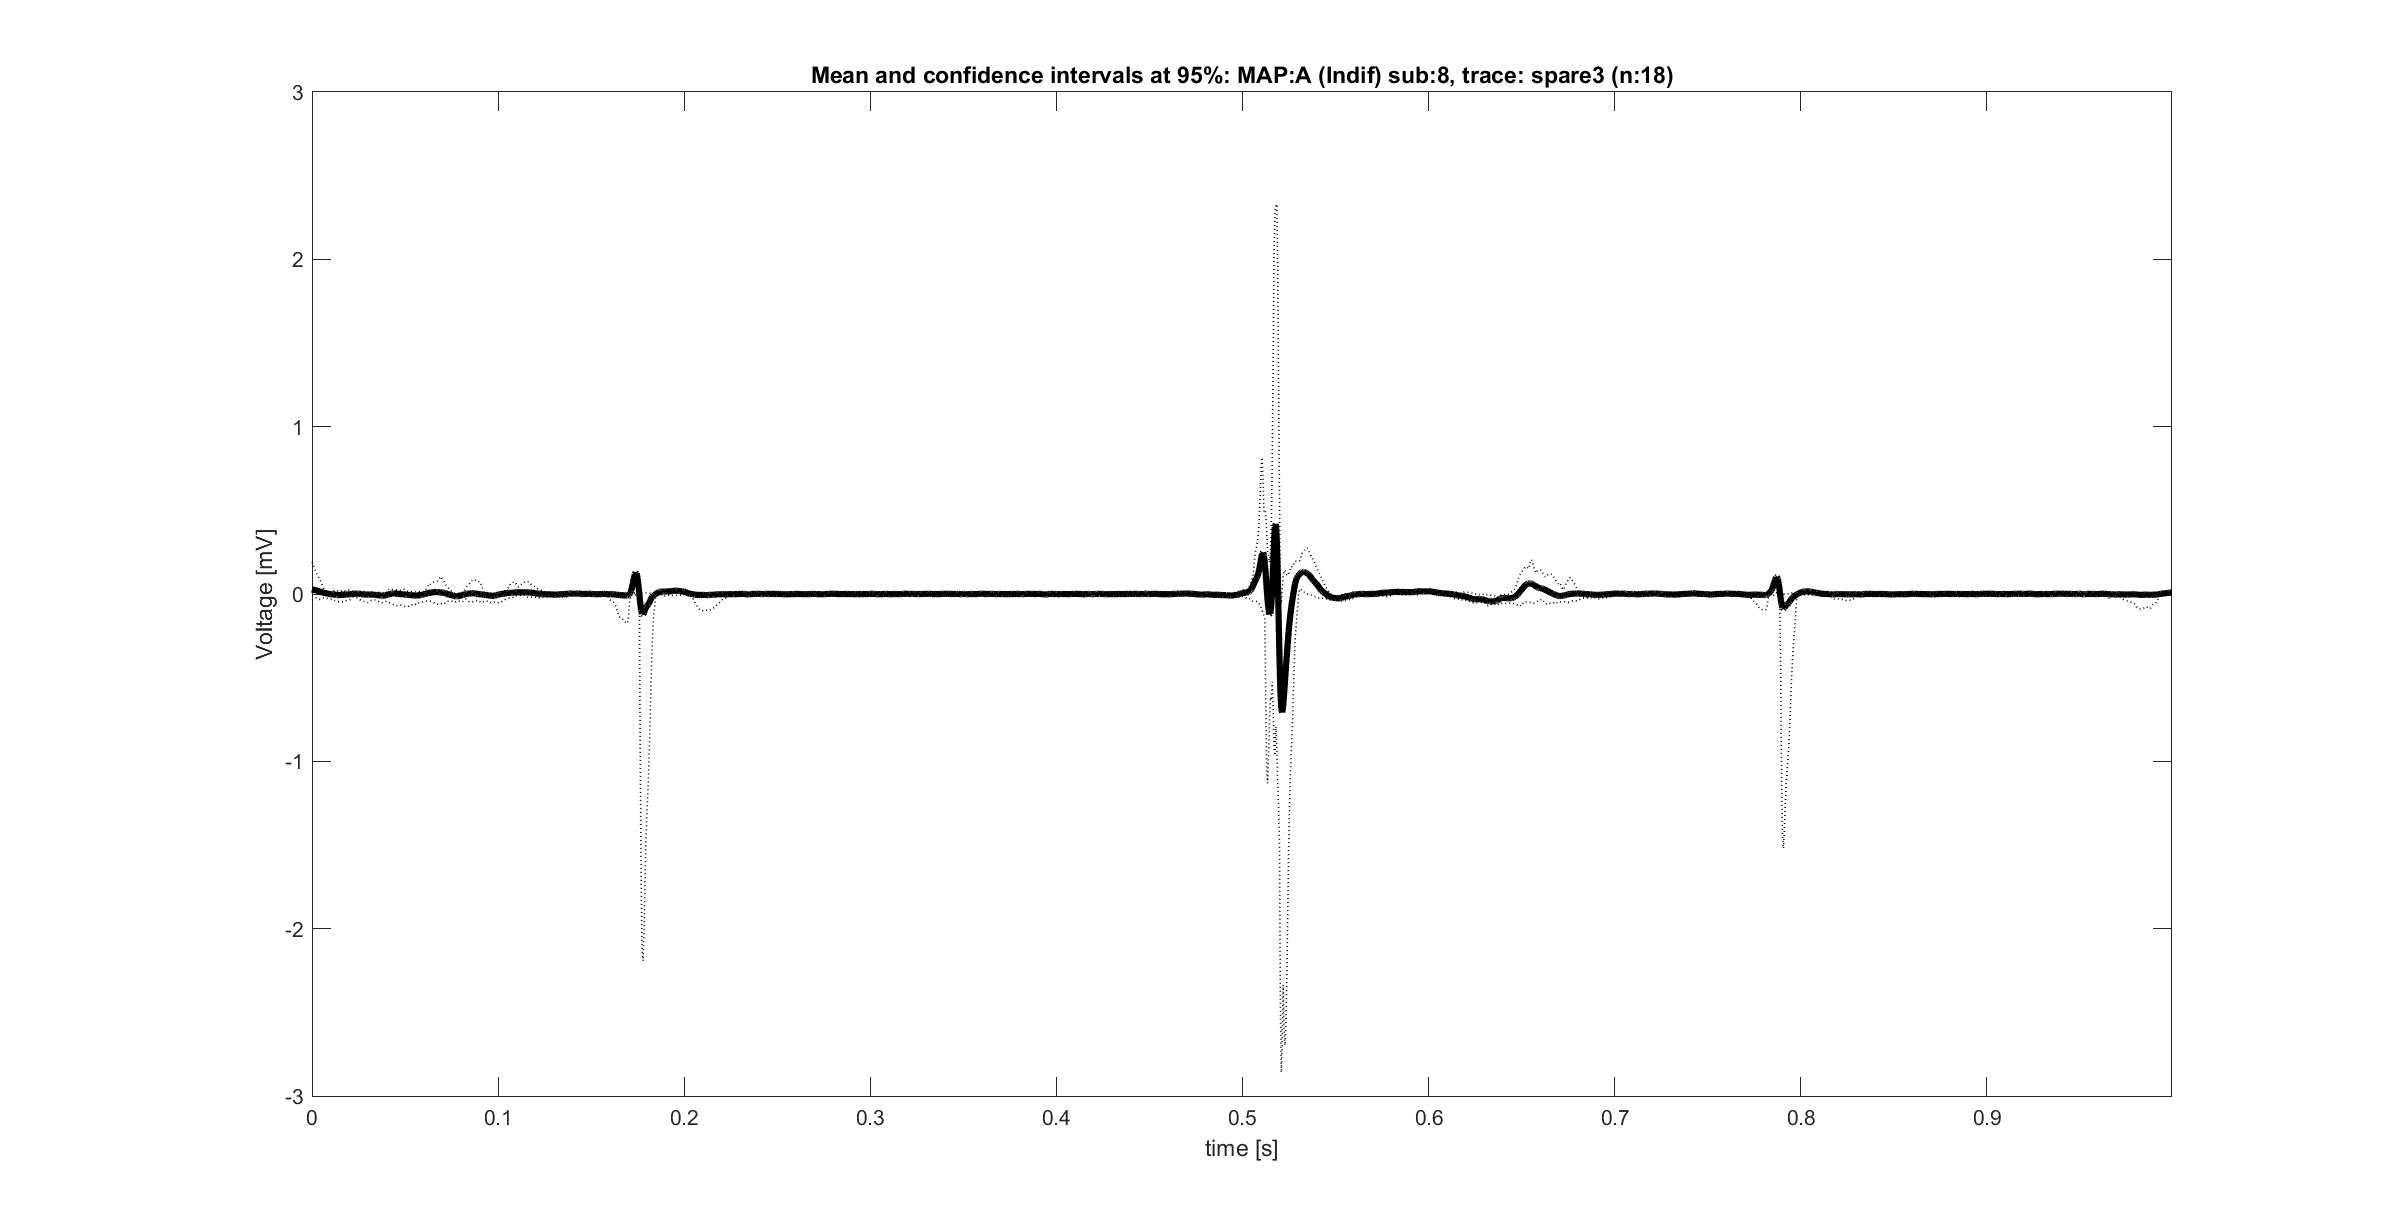 Mean and confidence intervals at 95%: MAP:A (Indif) sub:8, trace: spare3 (n:18)
3
2
1
0
-1
-2
-3
Voltage [mV]
0 0.1 0.2 0.3 0.4 0.5 0.6 0.7 0.8 0.9
time [s]